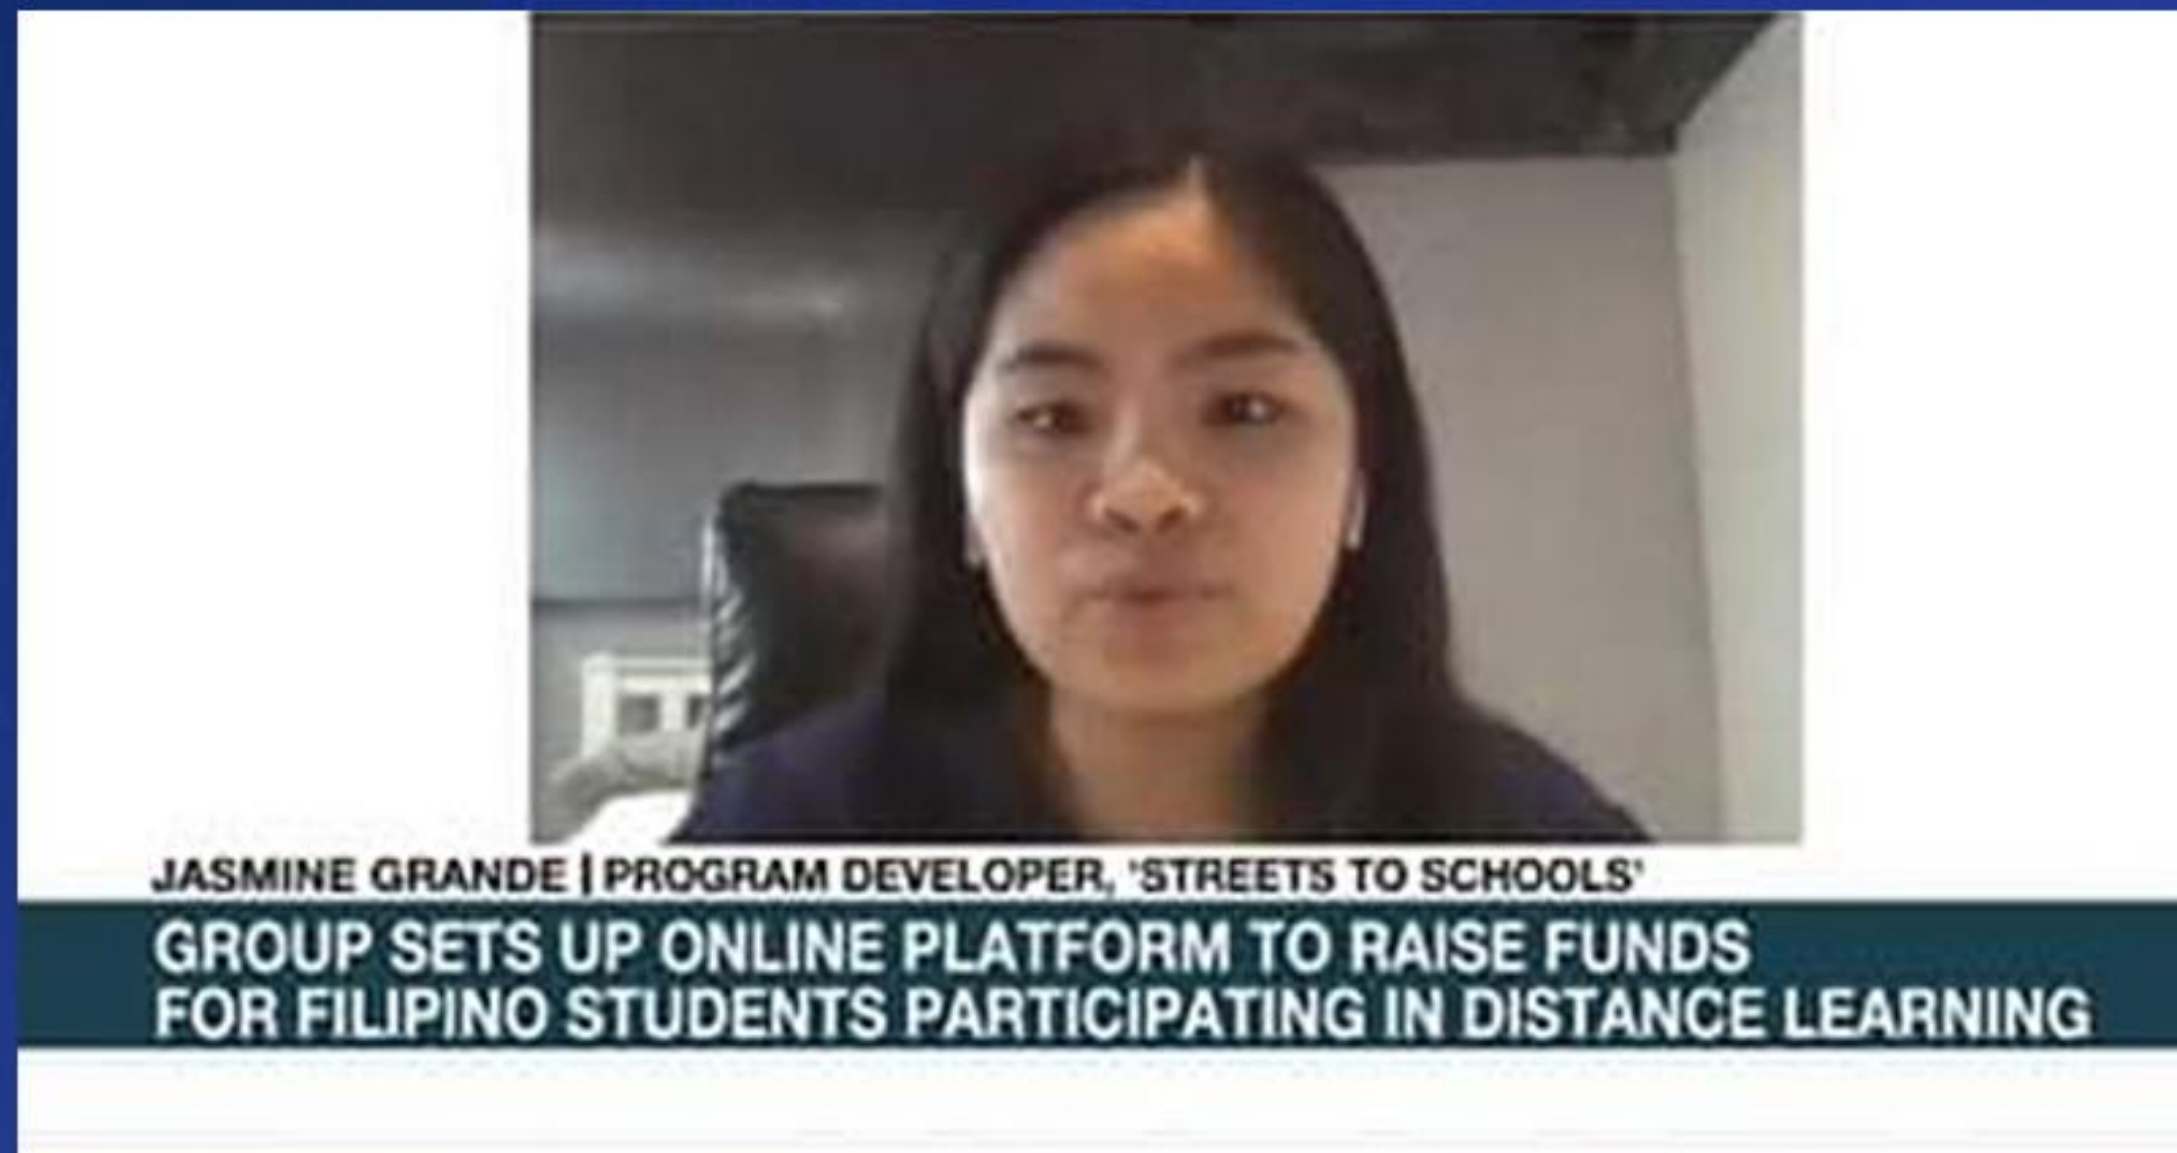 JASMINE GRANDE | PROGRAM DEVELOPER, 'STREETS TO SCHOOLS'
GROUP SETS UP ONLINE PLATFORM TO RAISE FUNDS
FOR FILIPINO STUDENTS PARTICIPATING IN DISTANCE LEARNING